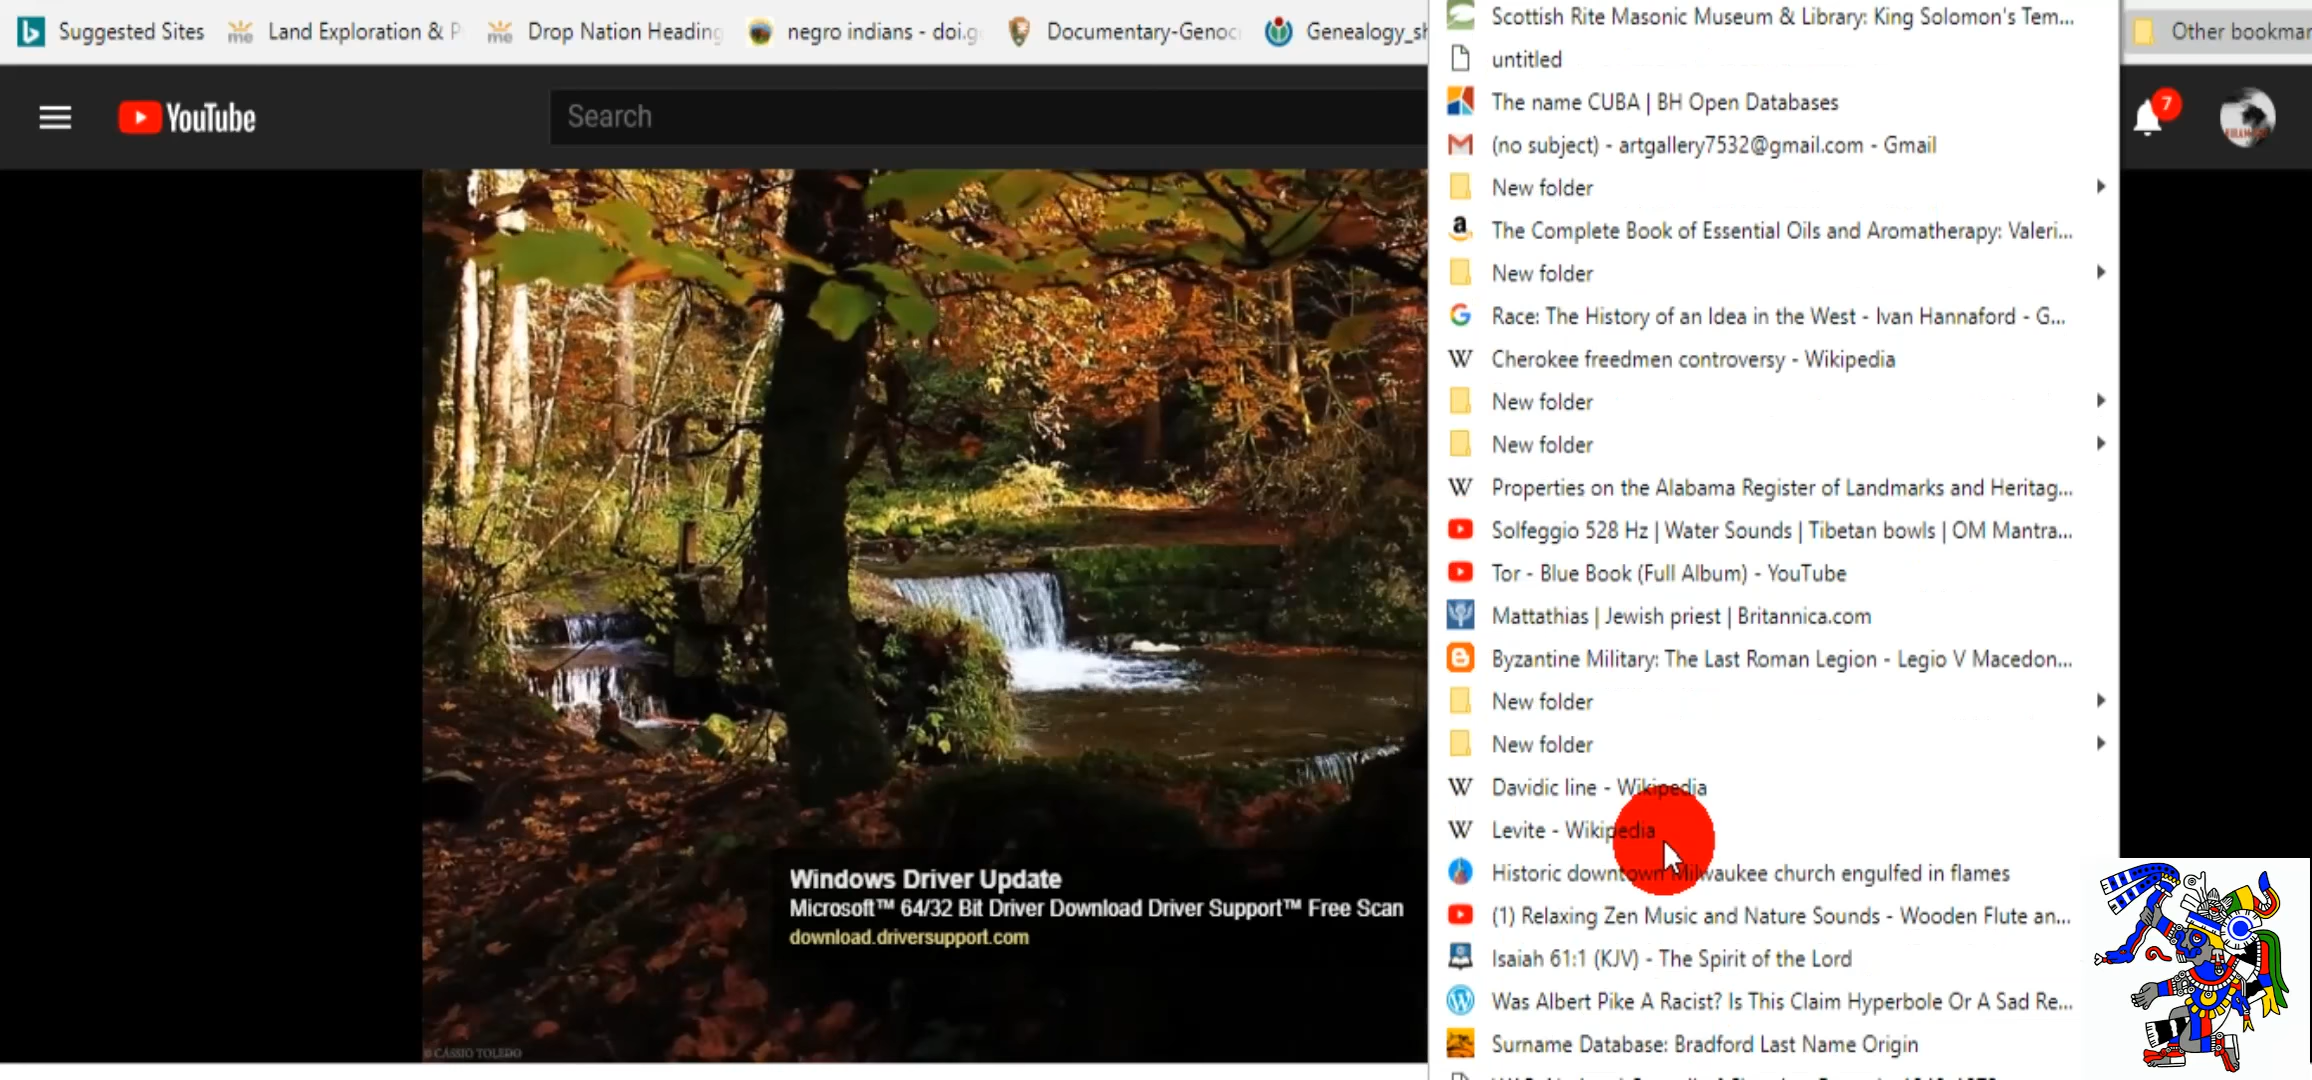 Suggested Sites
Land Exploration & P
Drop Nation Heading
negro indians - doi.g
Documentary-Genoc
Genealogy_sh
Other bookmar
YouTube
Search
7
Scottish Rite Masonic Museum & Library: King Solomon's Tem...
untitled
The name CUBA | BH Open Databases
(no subject) - artgallery7532@gmail.com - Gmail
New folder
The Complete Book of Essential Oils and Aromatherapy: Valeri...
New folder
Race: The History of an Idea in the West - Ivan Hannaford - G...
Cherokee freedmen controversy - Wikipedia
New folder
New folder
Properties on the Alabama Register of Landmarks and Heritag...
Solfeggio 528 Hz | Water Sounds | Tibetan bowls | OM Mantra...
Tor - Blue Book (Full Album) - YouTube
Mattathias | Jewish priest | Britannica.com
Byzantine Military: The Last Roman Legion - Legio V Macedon...
New folder
New folder
Davidic line - Wikipedia
Levite - Wikipedia
Historic downtown Milwaukee church engulfed in flames
(1) Relaxing Zen Music and Nature Sounds - Wooden Flute an...
Isaiah 61:1 (KJV) - The Spirit of the Lord
Was Albert Pike A Racist? Is This Claim Hyperbole Or A Sad Re...
Surname Database: Bradford Last Name Origin
Windows Driver Update
Microsoft™ 64/32 Bit Driver Download Driver Support™ Free Scan
download.driversupport.com
© CÁSSIO TOLEDO